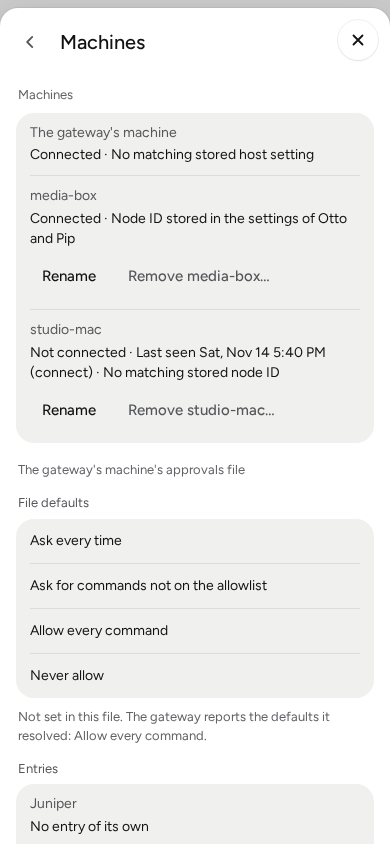 Machines
Machines
The gateway's machine
Connected · No matching stored host setting
media-box
Connected · Node ID stored in the settings of Otto
and Pip
Rename Remove media-box…
studio-mac
Not connected · Last seen Sat, Nov 14 5:40 PM
(connect) · No matching stored node ID
Rename Remove studio-mac…
The gateway's machine's approvals file
File defaults
Ask every time
Ask for commands not on the allowlist
Allow every command
Never allow
Not set in this file. The gateway reports the defaults it
resolved: Allow every command.
Entries
Juniper
No entry of its own